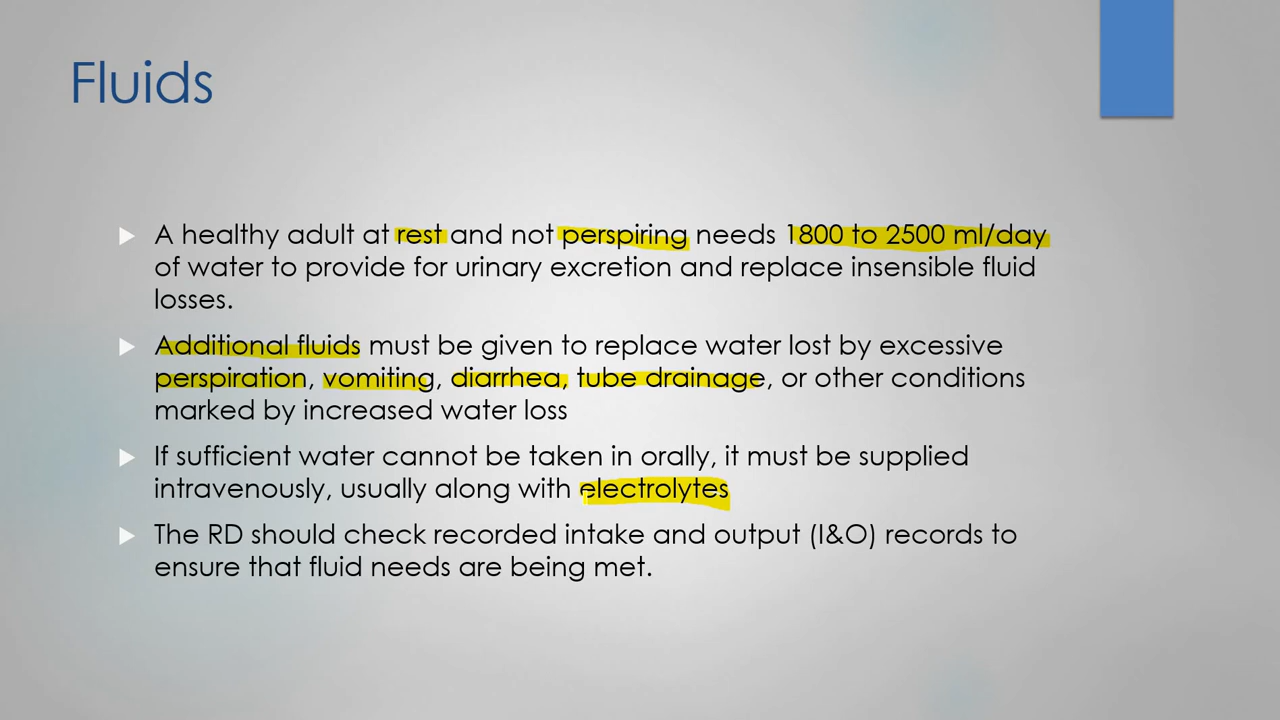 Fluids
A healthy adult at rest and not perspiring needs 1800 to 2500 ml/day
of water to provide for urinary excretion and replace insensible fluid
losses.
Additional fluids must be given to replace water lost by excessive
perspiration, vomiting, diarrhea, tube drainage, or other conditions
marked by increased water loss
If sufficient water cannot be taken in orally, it must be supplied
intravenously, usually along with electrolytes
The RD should check recorded intake and output (I&O) records to
ensure that fluid needs are being met.